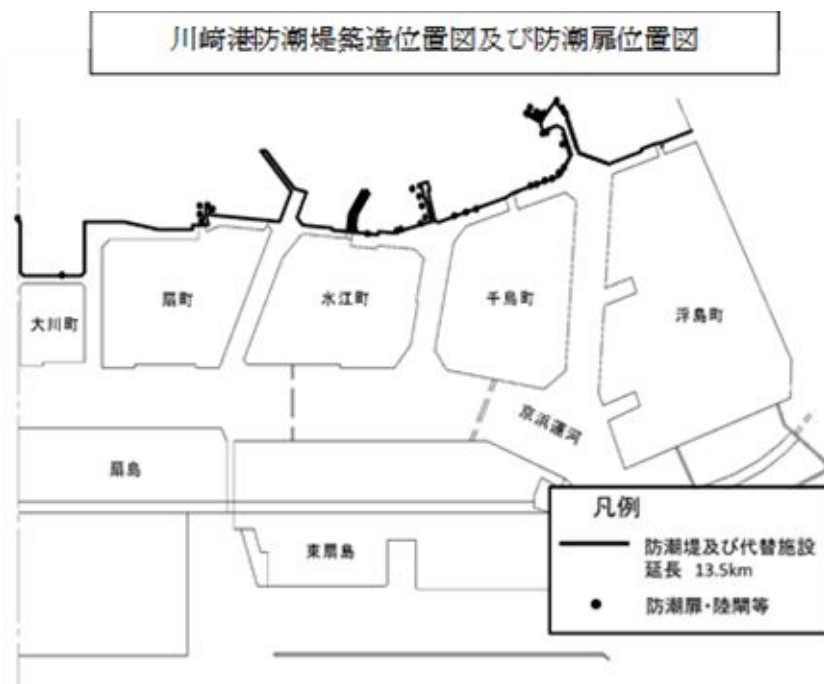 川崎港防潮堤築造位置図及び防潮扉位置図
大川町
扇町
水江町
千鳥町
浮島町
京浜運河
扇島
東扇島
凡例
防潮堤及び代替施設
延長 13.5km
防潮扉・陸閘等